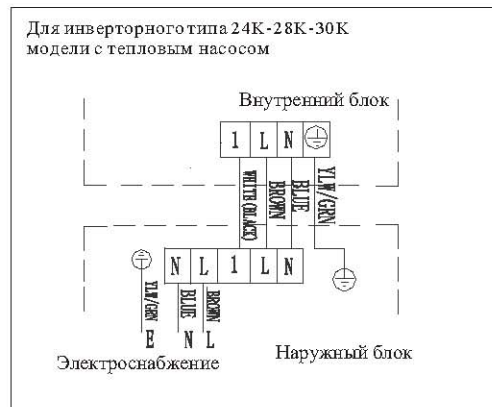 Для инверторного типа 24K-28K-30K
модели с тепловым насосом
Внутренний блок
1 L N
WHITE (BLACK)
BROWN
BLUE
YLW/GRN
N L 1 L N
YLW/GRN
BLUE
BROWN
E N L
Электроснабжение
Наружный блок